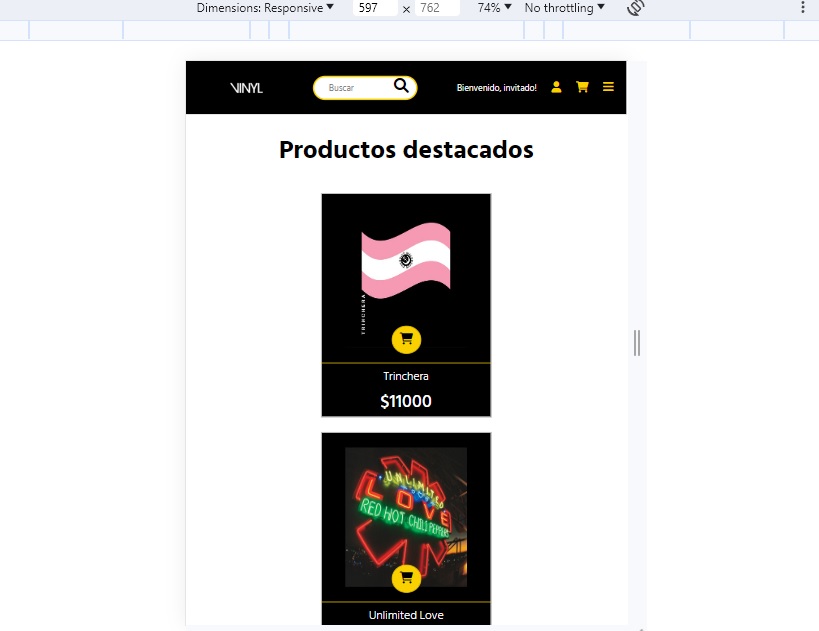 Dimensions: Responsive 597 × 762 74% No throttling
VINYL Buscar Bienvenido, invitado!
Productos destacados
TRINCHERA
Trinchera
$11000
UNLIMITED
LOVE
RED HOT CHILI PEPPERS
Unlimited Love